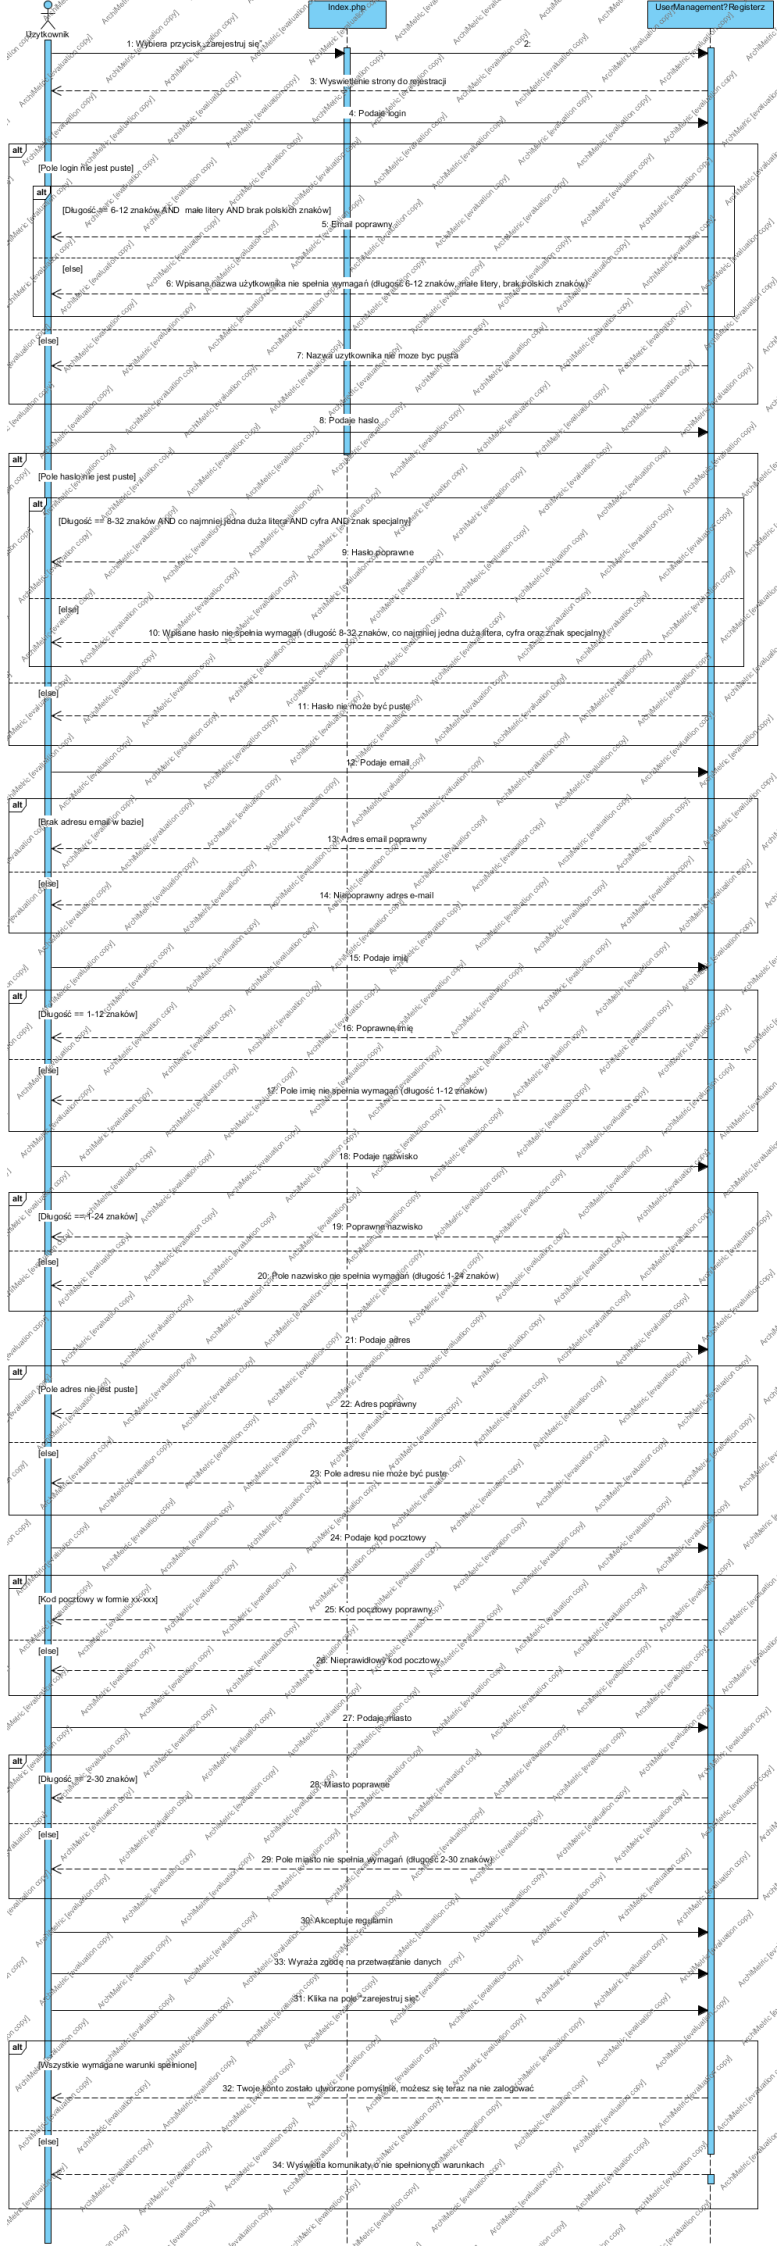 Użytkownik
Index.php
UserManagement?Registerz
1: Wybiera przycisk „zarejestruj się”
2:
3: Wyswietlenie strony do rejestracji
4: Podaje login
alt
[Pole login nie jest puste]
alt
[Długość == 6-12 znaków AND małe litery AND brak polskich znaków]
5: Email poprawny
[else]
6: Wpisana nazwa użytkownika nie spełnia wymagań (długość 6-12 znaków, małe litery, brak polskich znaków)
[else]
7: Nazwa uzytkownika nie moze byc pusta
8: Podaje hasło
alt
[Pole hasło nie jest puste]
alt
[Długość == 8-32 znaków AND co najmniej jedna duża litera AND cyfra AND znak specjalny]
9: Hasło poprawne
[else]
10: Wpisane hasło nie spełnia wymagań (długość 8-32 znaków, co najmniej jedna duża litera, cyfra oraz znak specjalny)
[else]
11: Hasło nie może być puste
12: Podaje email
alt
[Brak adresu email w bazie]
13: Adres email poprawny
[else]
14: Niepoprawny adres e-mail
15: Podaje imię
alt
[Długość == 1-12 znaków]
16: Poprawne imię
[else]
17: Pole imię nie spełnia wymagań (długość 1-12 znaków)
18: Podaje nazwisko
alt
[Długość == 1-24 znaków]
19: Poprawne nazwisko
[else]
20: Pole nazwisko nie spełnia wymagań (długość 1-24 znaków)
21: Podaje adres
alt
[Pole adres nie jest puste]
22: Adres poprawny
[else]
23: Pole adresu nie może być puste
24: Podaje kod pocztowy
alt
[Kod pocztowy w formie xx-xxx]
25: Kod pocztowy poprawny
[else]
26: Nieprawidłowy kod pocztowy
27: Podaje miasto
alt
[Długość == 2-30 znaków]
28: Miasto poprawne
[else]
29: Pole miasto nie spełnia wymagań (długość 2-30 znaków)
30: Akceptuje regulamin
33: Wyraża zgodę na przetwarzanie danych
31: Klika na pole "zarejestruj się"
alt
[Wszystkie wymagane warunki spełnione]
32: Twoje konto zostało utworzone pomyślnie, możesz się teraz na nie zalogować
[else]
34: Wyświetla komunikaty o nie spełnionych warunkach
ArchiMetric [evaluation copy]